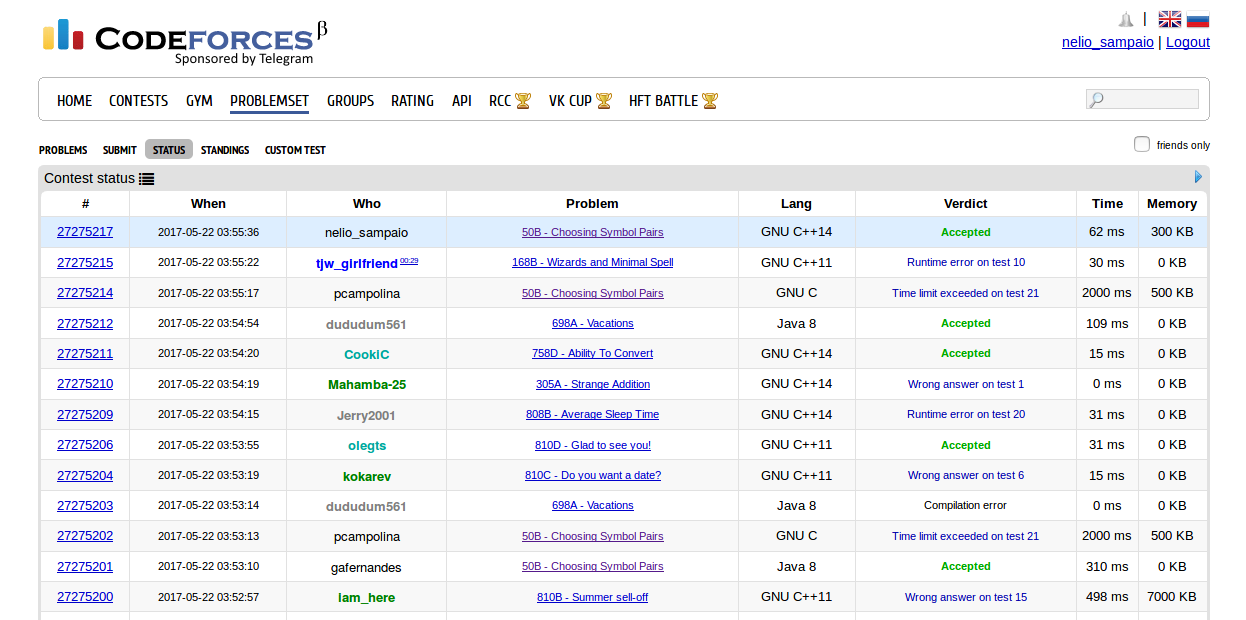 CODEFORCES β
Sponsored by Telegram
nelio_sampaio | Logout
HOME CONTESTS GYM PROBLEMSET GROUPS RATING API RCC VK CUP HFT BATTLE
PROBLEMS SUBMIT STATUS STANDINGS CUSTOM TEST friends only
Contest status
# When Who Problem Lang Verdict Time Memory
27275217 2017-05-22 03:55:36 nelio_sampaio 50B - Choosing Symbol Pairs GNU C++14 Accepted 62 ms 300 KB
27275215 2017-05-22 03:55:22 tjw_girlfriend 00:29 168B - Wizards and Minimal Spell GNU C++11 Runtime error on test 10 30 ms 0 KB
27275214 2017-05-22 03:55:17 pcampolina 50B - Choosing Symbol Pairs GNU C Time limit exceeded on test 21 2000 ms 500 KB
27275212 2017-05-22 03:54:54 dududum561 698A - Vacations Java 8 Accepted 109 ms 0 KB
27275211 2017-05-22 03:54:20 CookiC 758D - Ability To Convert GNU C++14 Accepted 15 ms 0 KB
27275210 2017-05-22 03:54:19 Mahamba-25 305A - Strange Addition GNU C++14 Wrong answer on test 1 0 ms 0 KB
27275209 2017-05-22 03:54:15 Jerry2001 808B - Average Sleep Time GNU C++14 Runtime error on test 20 31 ms 0 KB
27275206 2017-05-22 03:53:55 olegts 810D - Glad to see you! GNU C++11 Accepted 31 ms 0 KB
27275204 2017-05-22 03:53:19 kokarev 810C - Do you want a date? GNU C++11 Wrong answer on test 6 15 ms 0 KB
27275203 2017-05-22 03:53:14 dududum561 698A - Vacations Java 8 Compilation error 0 ms 0 KB
27275202 2017-05-22 03:53:13 pcampolina 50B - Choosing Symbol Pairs GNU C Time limit exceeded on test 21 2000 ms 500 KB
27275201 2017-05-22 03:53:10 gafernandes 50B - Choosing Symbol Pairs Java 8 Accepted 310 ms 0 KB
27275200 2017-05-22 03:52:57 iam_here 810B - Summer sell-off GNU C++11 Wrong answer on test 15 498 ms 7000 KB